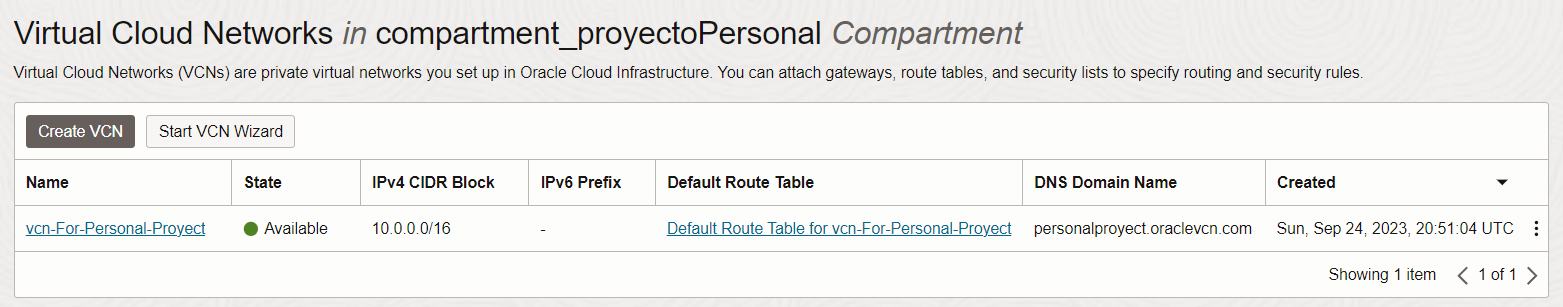 Virtual Cloud Networks in compartment_proyectoPersonal Compartment
Virtual Cloud Networks (VCNs) are private virtual networks you set up in Oracle Cloud Infrastructure. You can attach gateways, route tables, and security lists to specify routing and security rules.
Create VCN Start VCN Wizard
Name State IPv4 CIDR Block IPv6 Prefix Default Route Table DNS Domain Name Created
vcn-For-Personal-Proyect Available 10.0.0.0/16 - Default Route Table for vcn-For-Personal-Proyect personalproyect.oraclevcn.com Sun, Sep 24, 2023, 20:51:04 UTC
Showing 1 item 1 of 1